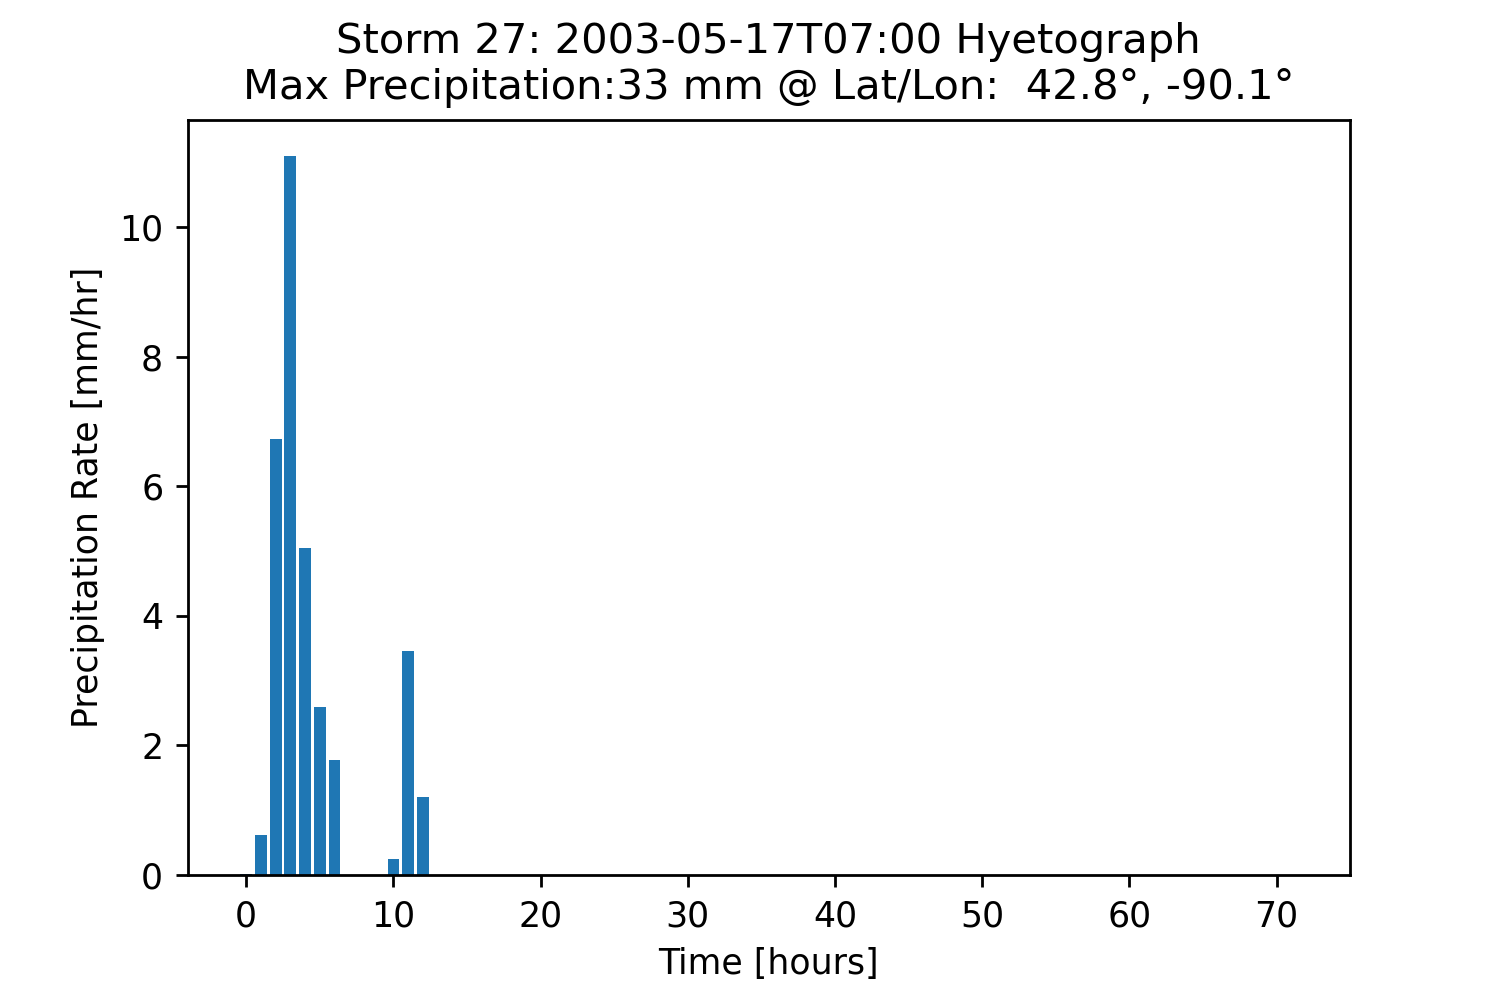 Storm 27: 2003-05-17T07:00 Hyetograph
Max Precipitation:33 mm @ Lat/Lon:  42.8°, -90.1°
Precipitation Rate [mm/hr]
10
8
6
4
2
0
0 10 20 30 40 50 60 70
Time [hours]